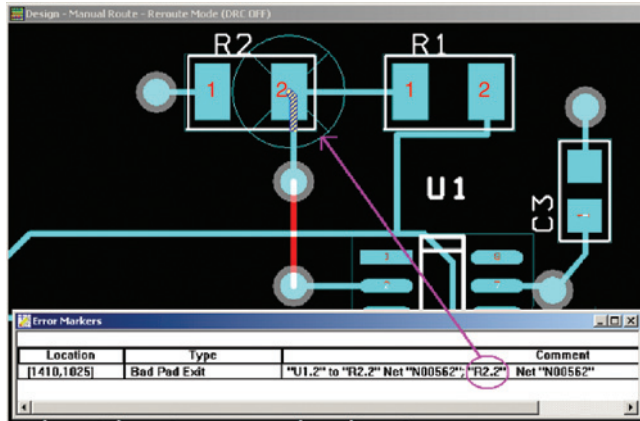 Design - Manual Route - Reroute Mode (DRC OFF)
R2 R1
1 2 1 2
U1
C3
1
1 8
2 7
Error Markers
Location Type Comment
[1410,1025] Bad Pad Exit "U1.2" to "R2.2" Net "N00562"; "R2.2" Net "N00562"